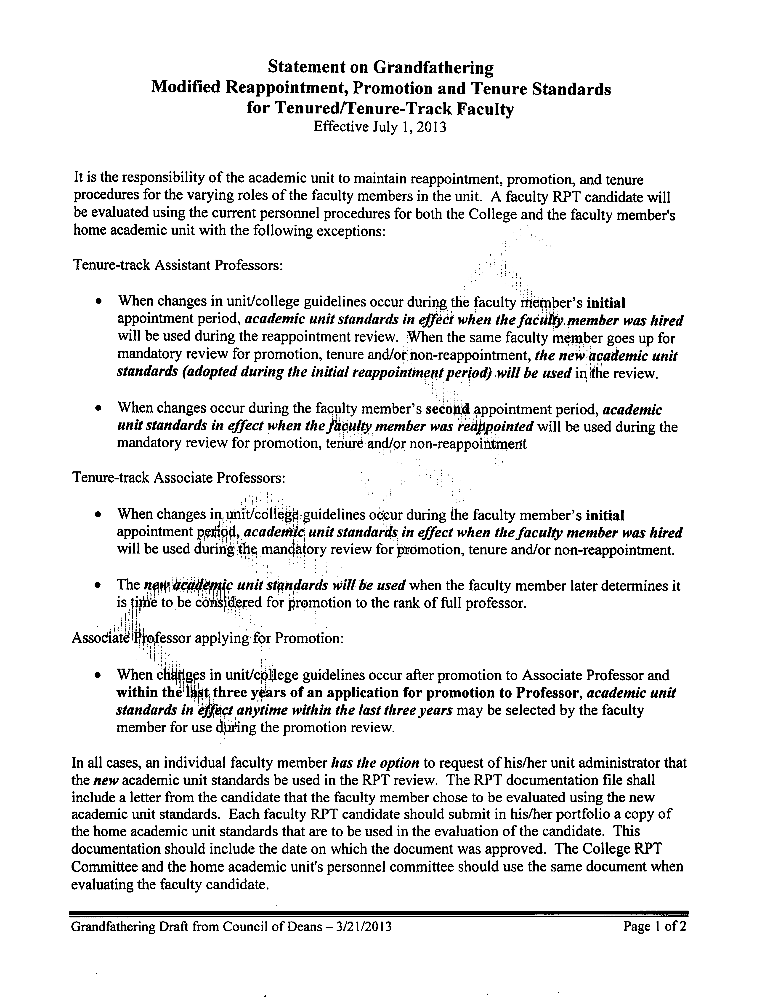 Statement on Grandfathering
Modified Reappointment, Promotion and Tenure Standards
for Tenured/Tenure-Track Faculty
Effective July 1, 2013
It is the responsibility of the academic unit to maintain reappointment, promotion, and tenure
procedures for the varying roles of the faculty members in the unit.  A faculty RPT candidate will
be evaluated using the current personnel procedures for both the College and the faculty member's
home academic unit with the following exceptions:
Tenure-track Assistant Professors:
• When changes in unit/college guidelines occur during the faculty member's initial
appointment period, academic unit standards in effect when the faculty member was hired
will be used during the reappointment review.  When the same faculty member goes up for
mandatory review for promotion, tenure and/or non-reappointment, the new academic unit
standards (adopted during the initial reappointment period) will be used in the review.
• When changes occur during the faculty member's second appointment period, academic
unit standards in effect when the faculty member was reappointed will be used during the
mandatory review for promotion, tenure and/or non-reappointment
Tenure-track Associate Professors:
• When changes in unit/college guidelines occur during the faculty member's initial
appointment period, academic unit standards in effect when the faculty member was hired
will be used during the mandatory review for promotion, tenure and/or non-reappointment.
• The new academic unit standards will be used when the faculty member later determines it
is time to be considered for promotion to the rank of full professor.
Associate Professor applying for Promotion:
• When changes in unit/college guidelines occur after promotion to Associate Professor and
within the last three years of an application for promotion to Professor, academic unit
standards in effect anytime within the last three years may be selected by the faculty
member for use during the promotion review.
In all cases, an individual faculty member has the option to request of his/her unit administrator that
the new academic unit standards be used in the RPT review.  The RPT documentation file shall
include a letter from the candidate that the faculty member chose to be evaluated using the new
academic unit standards.  Each faculty RPT candidate should submit in his/her portfolio a copy of
the home academic unit standards that are to be used in the evaluation of the candidate.  This
documentation should include the date on which the document was approved.  The College RPT
Committee and the home academic unit's personnel committee should use the same document when
evaluating the faculty candidate.
Grandfathering Draft from Council of Deans – 3/21/2013 Page 1 of 2